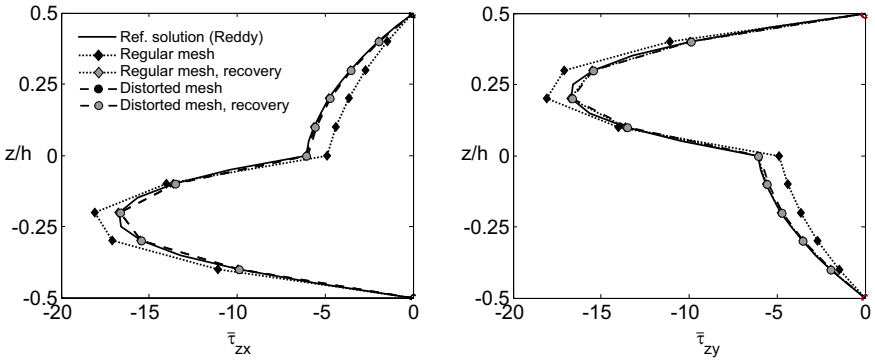 0.5
0.25
z/h
0
-0.25
-0.5
-20
-15
-10
-5
0
τ̄zx
Ref. solution (Reddy)
Regular mesh
Regular mesh, recovery
Distorted mesh
Distorted mesh, recovery
0.5
0.25
z/h
0
-0.25
-0.5
-20
-15
-10
-5
0
τ̄zy